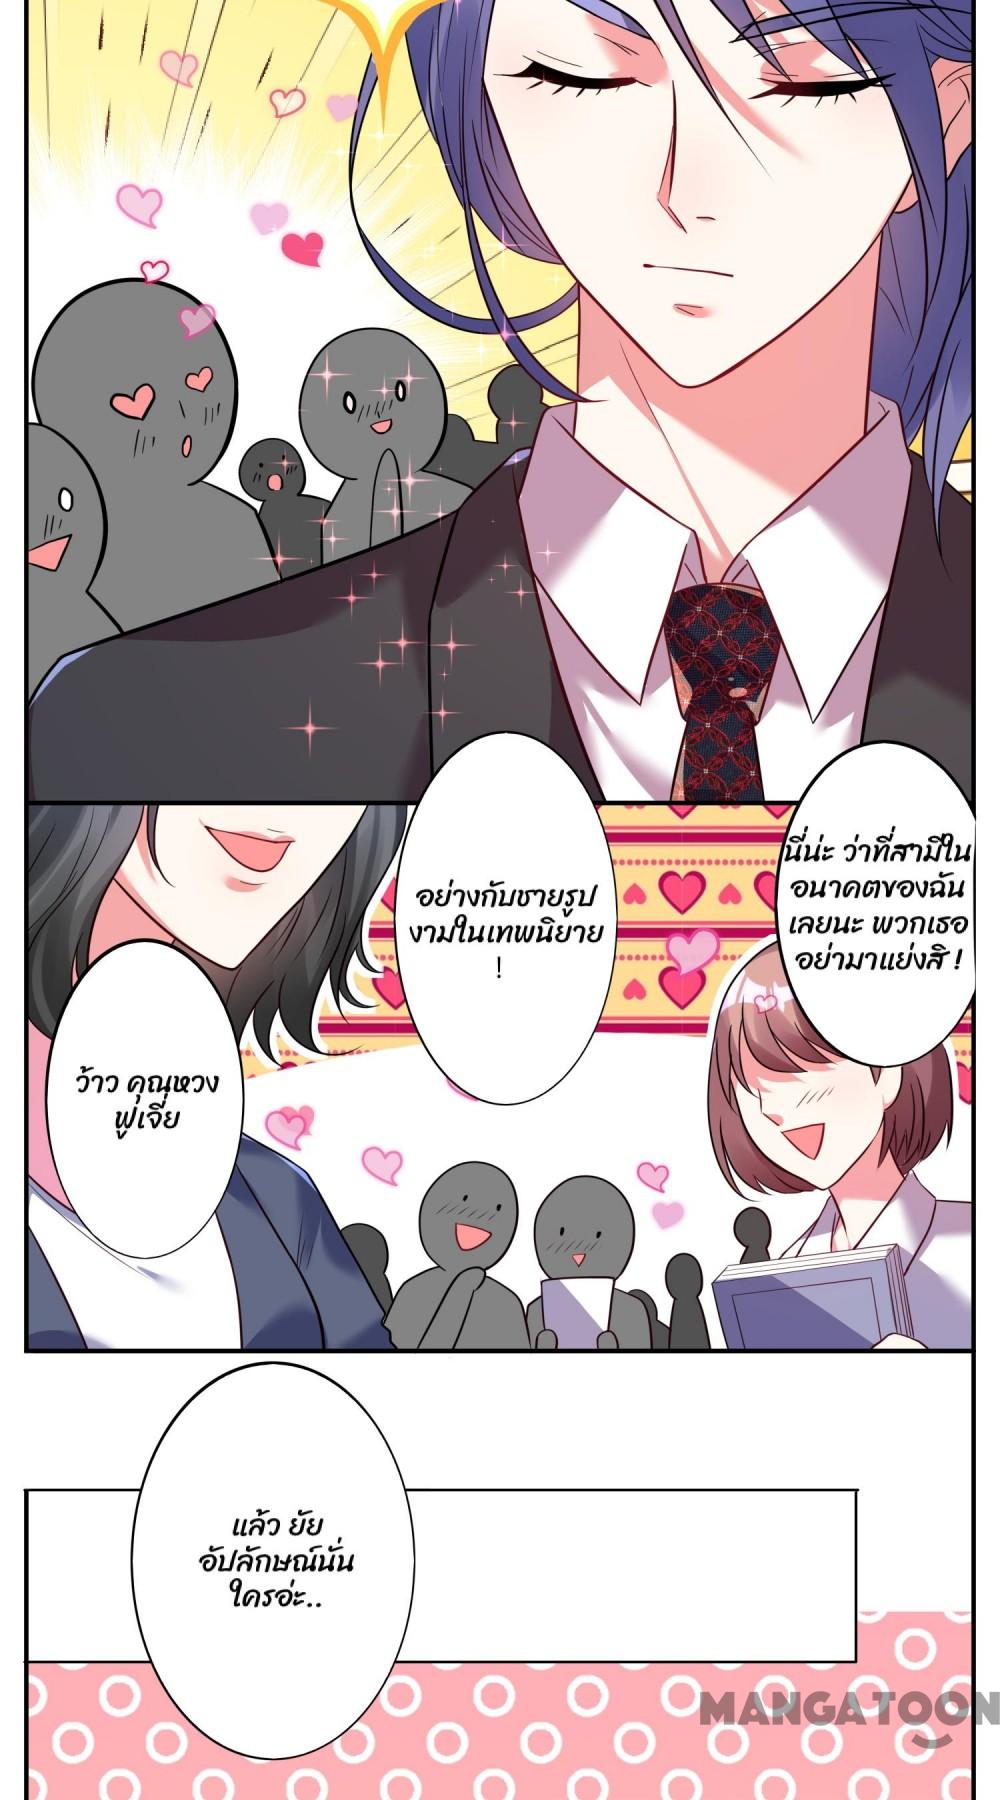 นี่น่ะ ว่าที่สามีใน
อนาคตของฉัน
เลยนะ พวกเธอ
อย่ามาแย่งสิ !
อย่างกับชายรูป
งามในเทพนิยาย
!
ว้าว คุณหวง
ฟูเจี่ย
แล้ว ยัย
อัปลักษณ์นั่น
ใครอ่ะ..
MANGATOON